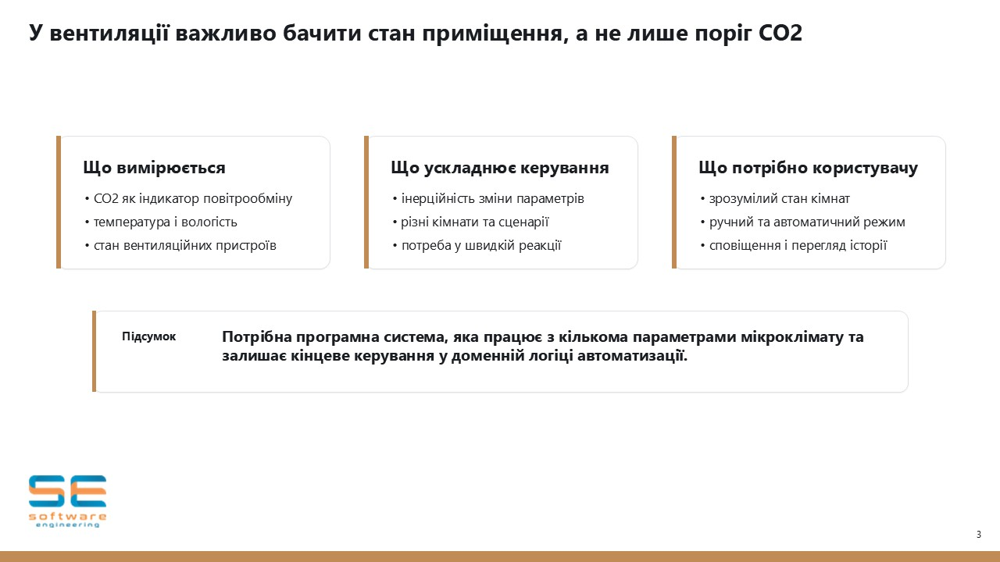 У вентиляції важливо бачити стан приміщення, а не лише поріг CO2
Що вимірюється
• CO2 як індикатор повітрообміну
• температура і вологість
• стан вентиляційних пристроїв
Що ускладнює керування
• інерційність зміни параметрів
• різні кімнати та сценарії
• потреба у швидкій реакції
Що потрібно користувачу
• зрозумілий стан кімнат
• ручний та автоматичний режим
• сповіщення і перегляд історії
Підсумок
Потрібна програмна система, яка працює з кількома параметрами мікроклімату та
залишає кінцеве керування у доменній логіці автоматизації.
SE
software
engineering
3